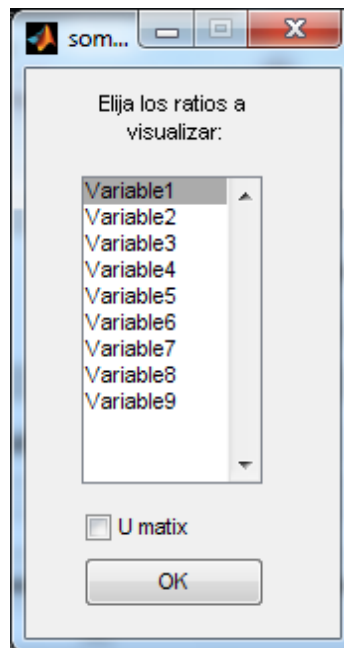 som...
Elija los ratios a
visualizar:
Variable1
Variable2
Variable3
Variable4
Variable5
Variable6
Variable7
Variable8
Variable9
U matix
OK